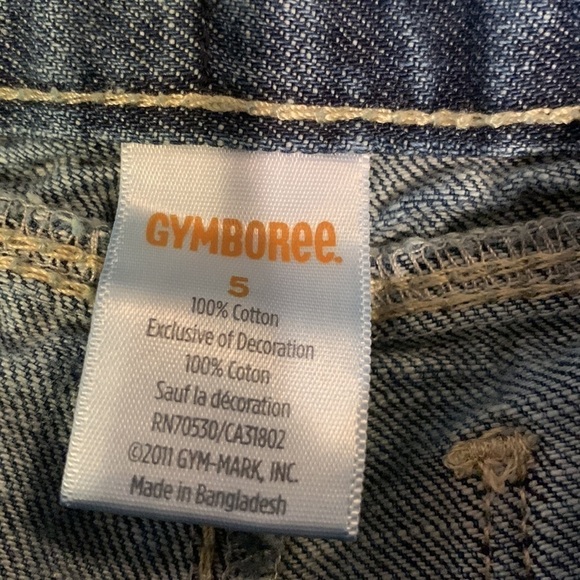 GYMBOREE.
5
100% Cotton
Exclusive of Decoration
100% Coton
Sauf la décoration
RN70530/CA31802
©2011 GYM-MARK, INC.
Made in Bangladesh